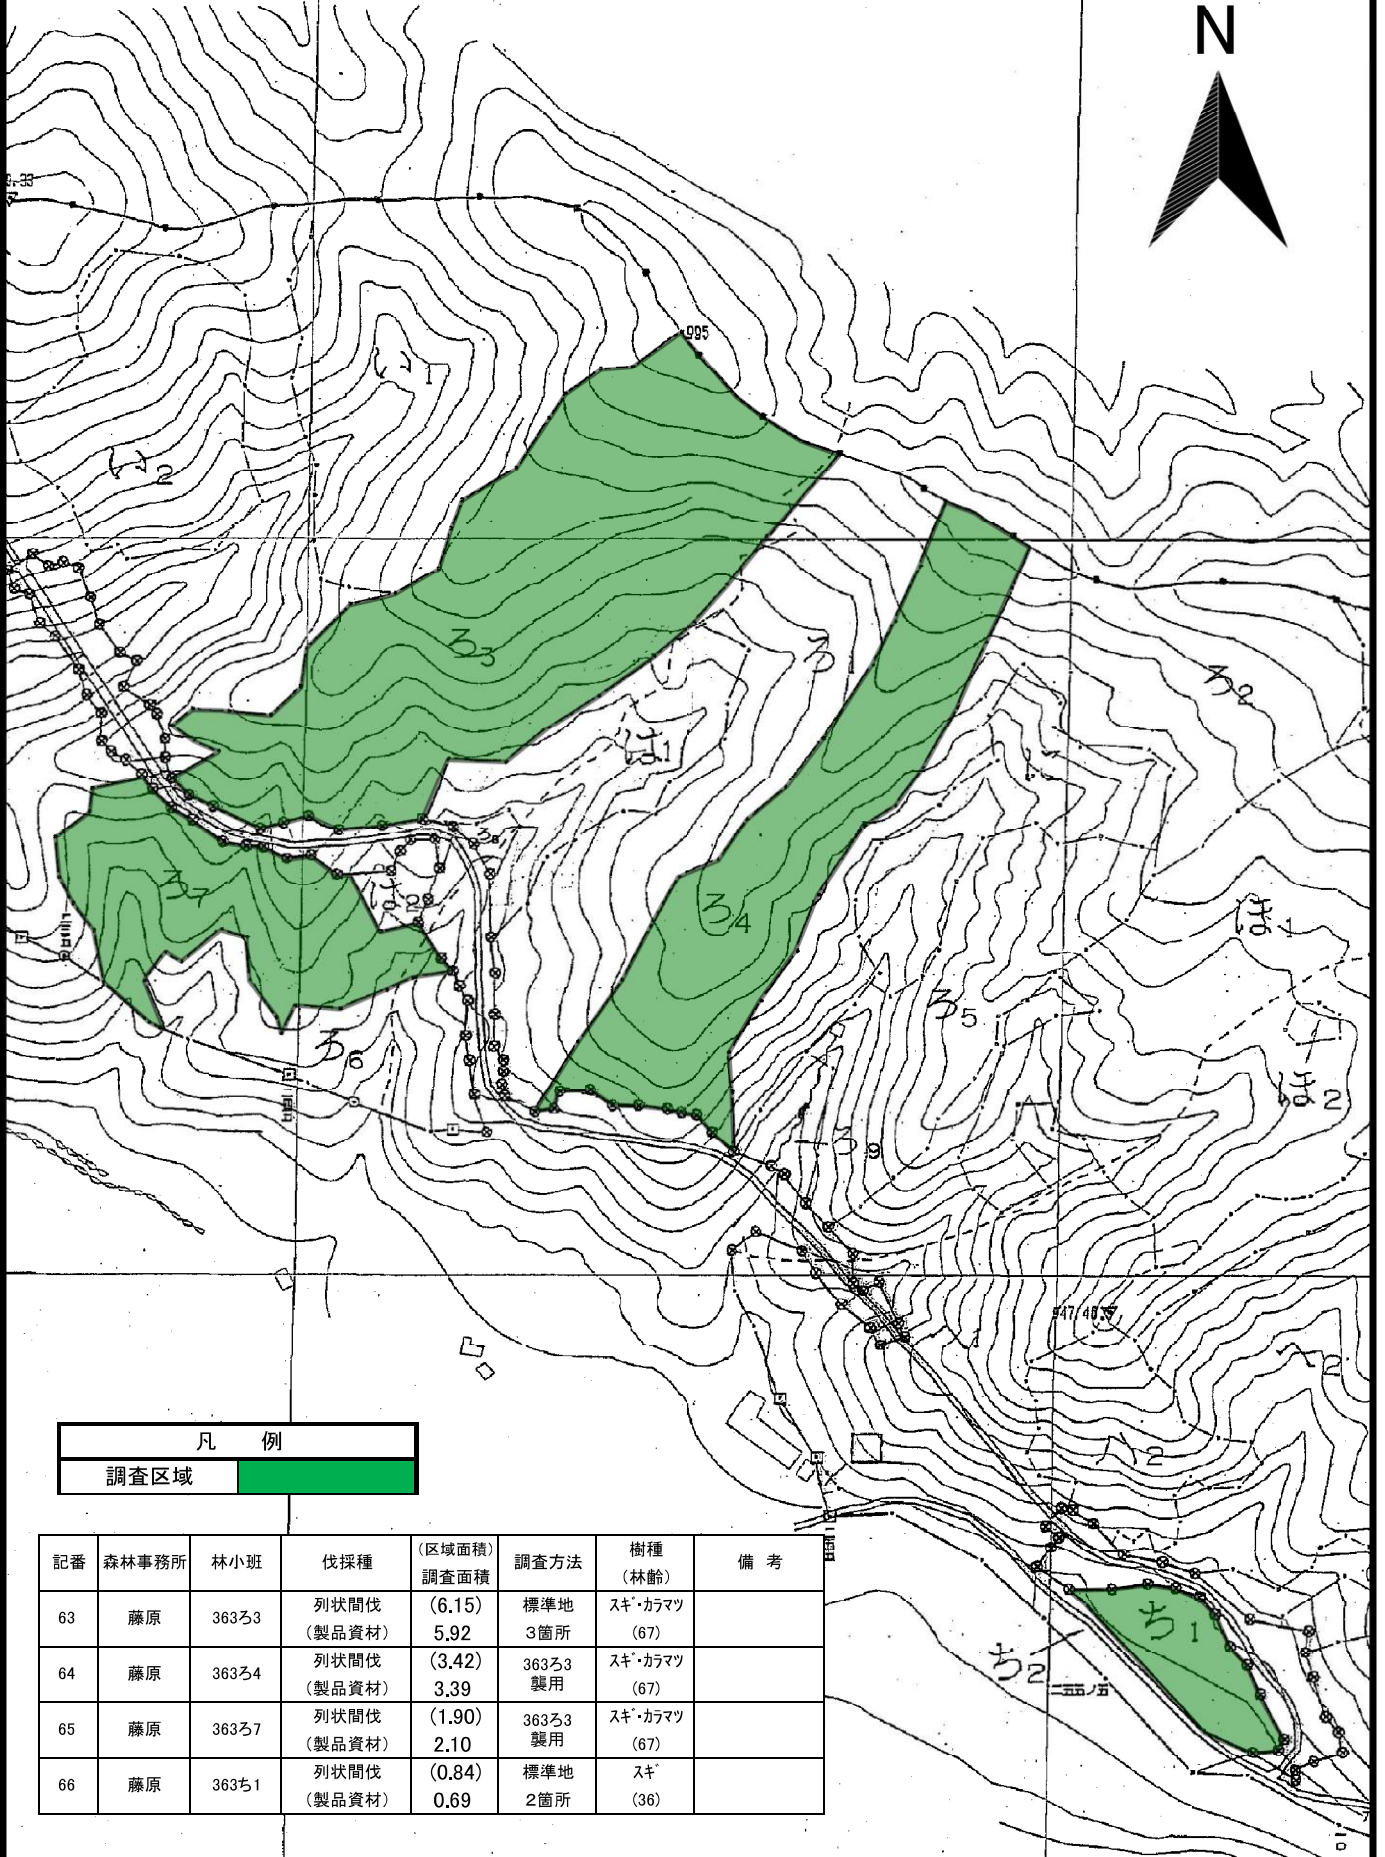 N
995
い1
い2
ろ3
ろ
ろ2
は1
ろ8
ろ7
は2
ろ4
ほ1
ろ5
ろ6
ほ2
ろ9
947
へ2
ハ2
ち1
ち2
凡 例
調査区域
記番 森林事務所 林小班 伐採種 (区域面積) 調査面積 調査方法 樹種 (林齢) 備 考
63 藤原 363ろ3 列状間伐 (製品資材) (6.15) 5.92 標準地 3箇所 スギ・カラマツ (67)
64 藤原 363ろ4 列状間伐 (製品資材) (3.42) 3.39 363ろ3 襲用 スギ・カラマツ (67)
65 藤原 363ろ7 列状間伐 (製品資材) (1.90) 2.10 363ろ3 襲用 スギ・カラマツ (67)
66 藤原 363ち1 列状間伐 (製品資材) (0.84) 0.69 標準地 2箇所 スギ (36)